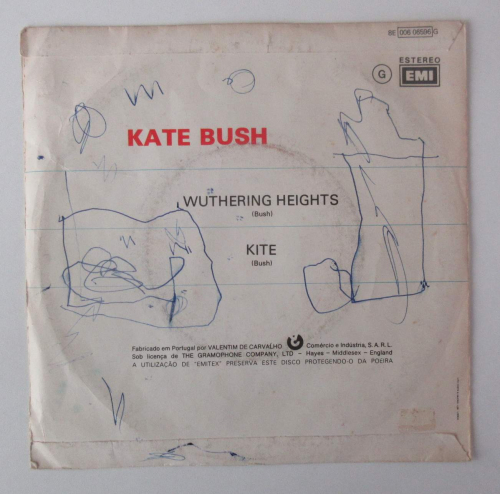 8E 006 06596 G
ESTEREO
G EMI
KATE BUSH
WUTHERING HEIGHTS
(Bush)
KITE
(Bush)
Fabricado em Portugal por VALENTIM DE CARVALHO Comércio e Indústria, S. A. R. L.
Sob licença de THE GRAMOPHONE COMPANY, LTD – Hayes – Middlesex – England
A UTILIZAÇÃO DE "EMITEX" PRESERVA ESTE DISCO PROTEGENDO-O DA POEIRA